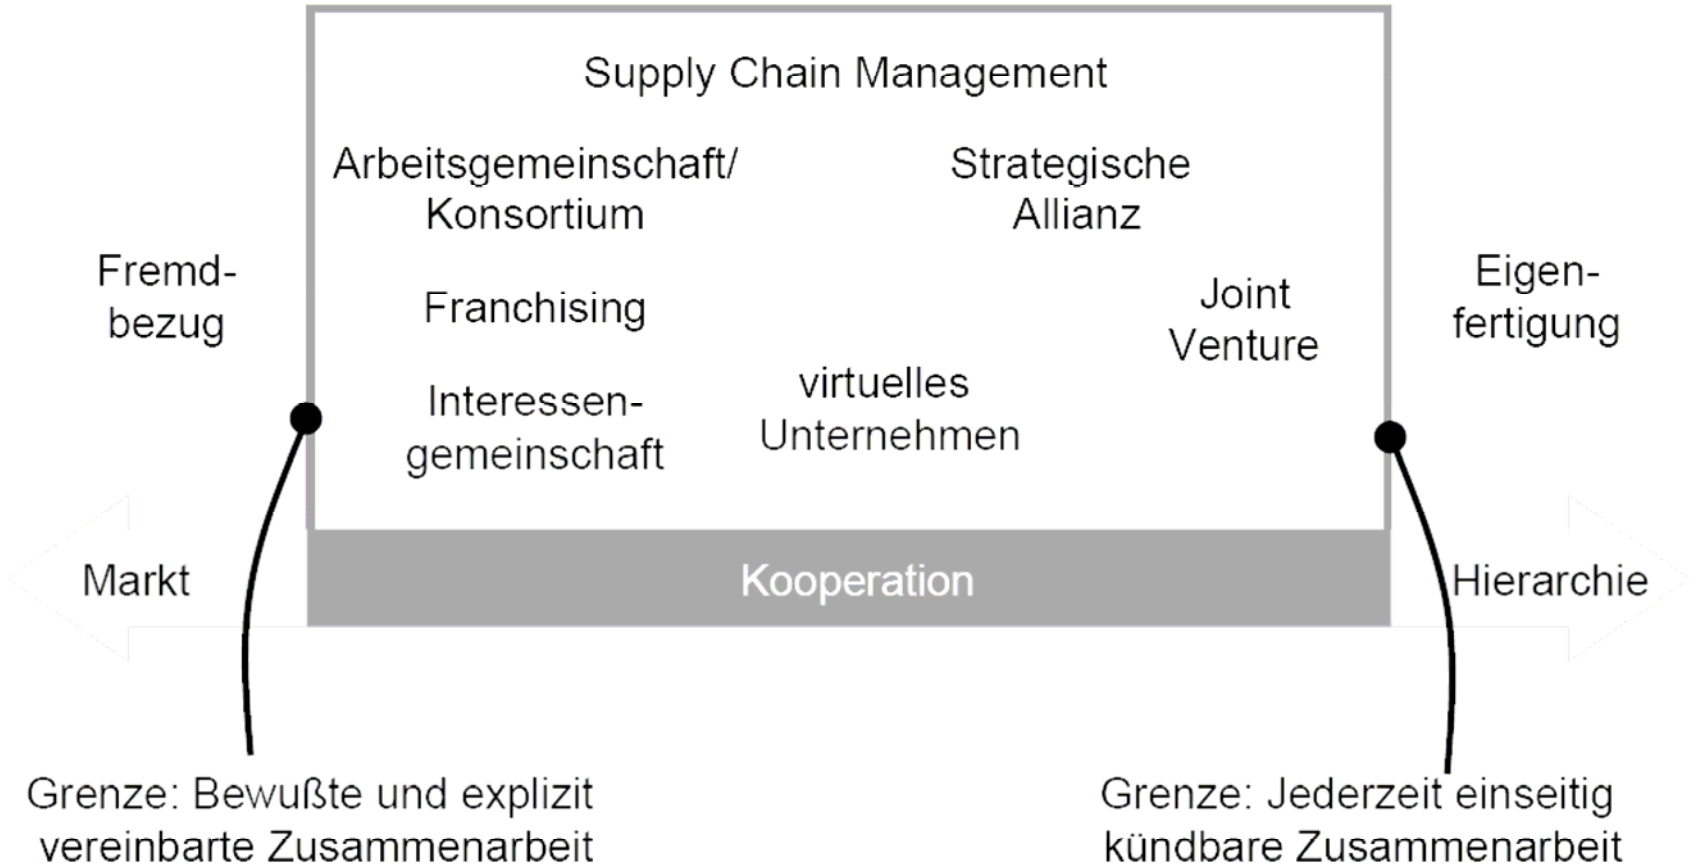 Supply Chain Management
Arbeitsgemeinschaft/
Konsortium
Strategische
Allianz
Fremd-
bezug
Franchising
Joint
Venture
Eigen-
fertigung
Interessen-
gemeinschaft
virtuelles
Unternehmen
Markt
Kooperation
Hierarchie
Grenze: Bewußte und explizit
vereinbarte Zusammenarbeit
Grenze: Jederzeit einseitig
kündbare Zusammenarbeit